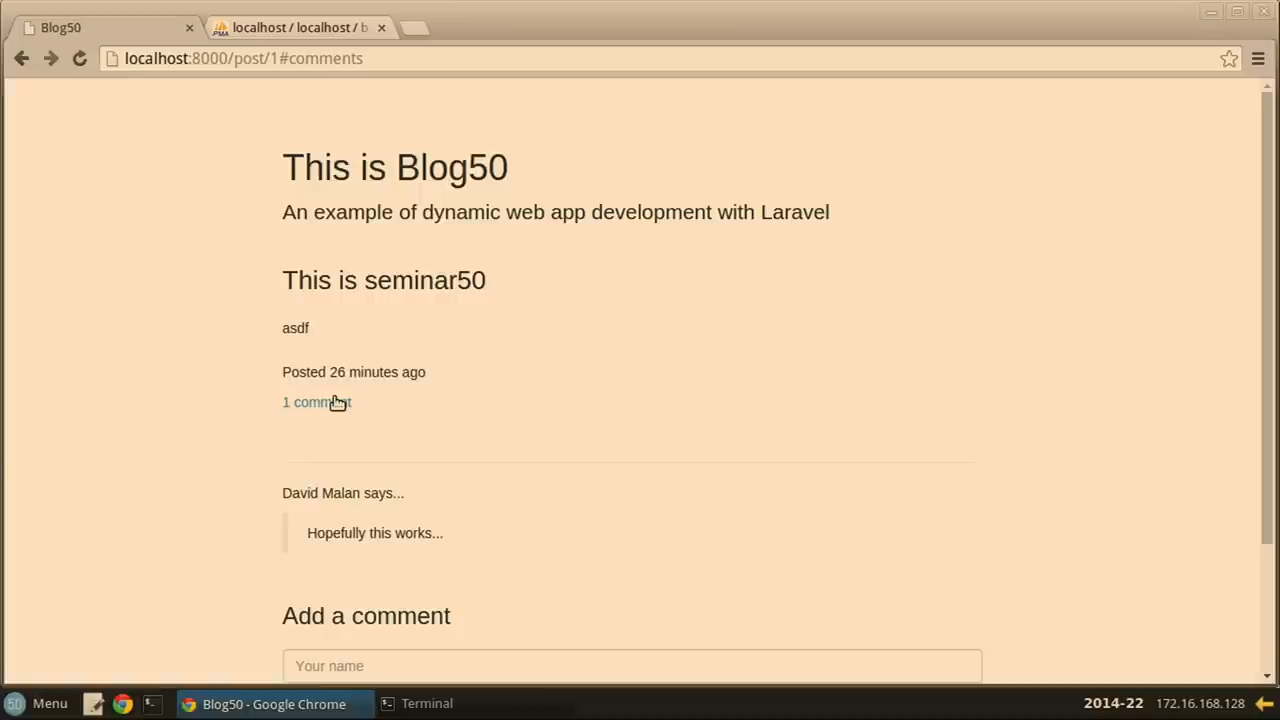 Blog50
localhost / localhost / b
localhost:8000/post/1#comments
This is Blog50
An example of dynamic web app development with Laravel
This is seminar50
asdf
Posted 26 minutes ago
1 comment
David Malan says...
Hopefully this works...
Add a comment
Your name
Menu
Blog50 - Google Chrome
Terminal
2014-22
172.16.168.128